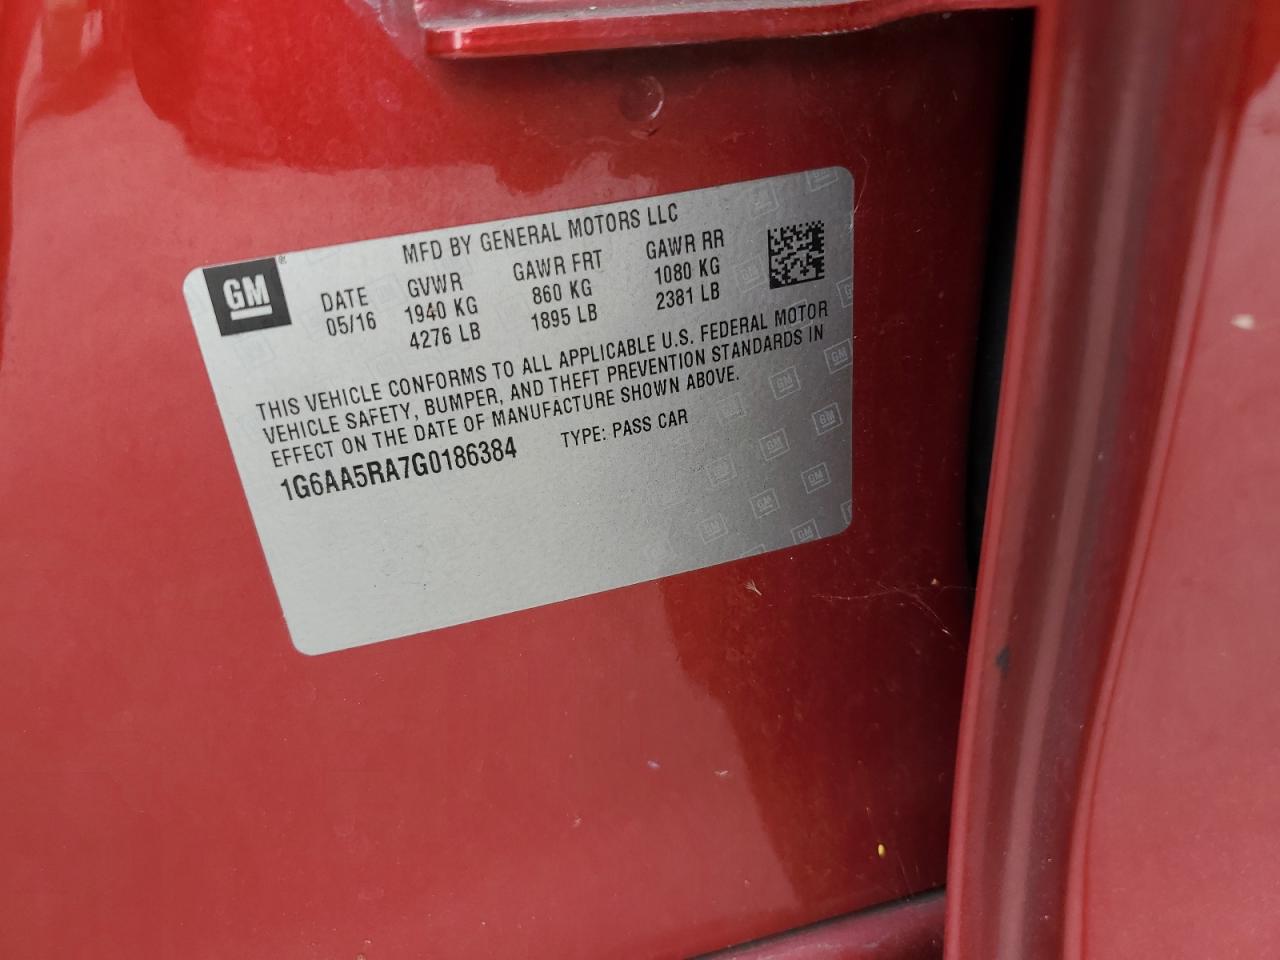 MFD BY GENERAL MOTORS LLC
GM®
DATE GVWR GAWR FRT GAWR RR
05/16 1940 KG 860 KG 1080 KG
4276 LB 1895 LB 2381 LB
THIS VEHICLE CONFORMS TO ALL APPLICABLE U.S. FEDERAL MOTOR
VEHICLE SAFETY, BUMPER, AND THEFT PREVENTION STANDARDS IN
EFFECT ON THE DATE OF MANUFACTURE SHOWN ABOVE.
1G6AA5RA7G0186384 TYPE: PASS CAR